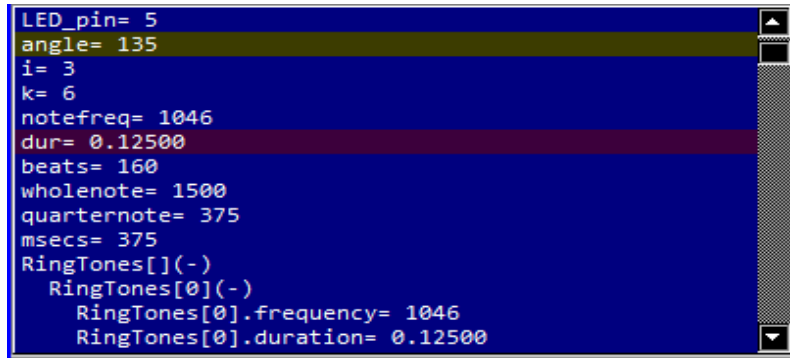 LED_pin= 5
angle= 135
i= 3
k= 6
notefreq= 1046
dur= 0.12500
beats= 160
wholenote= 1500
quarternote= 375
msecs= 375
RingTones[](-)
RingTones[0](-)
RingTones[0].frequency= 1046
RingTones[0].duration= 0.12500